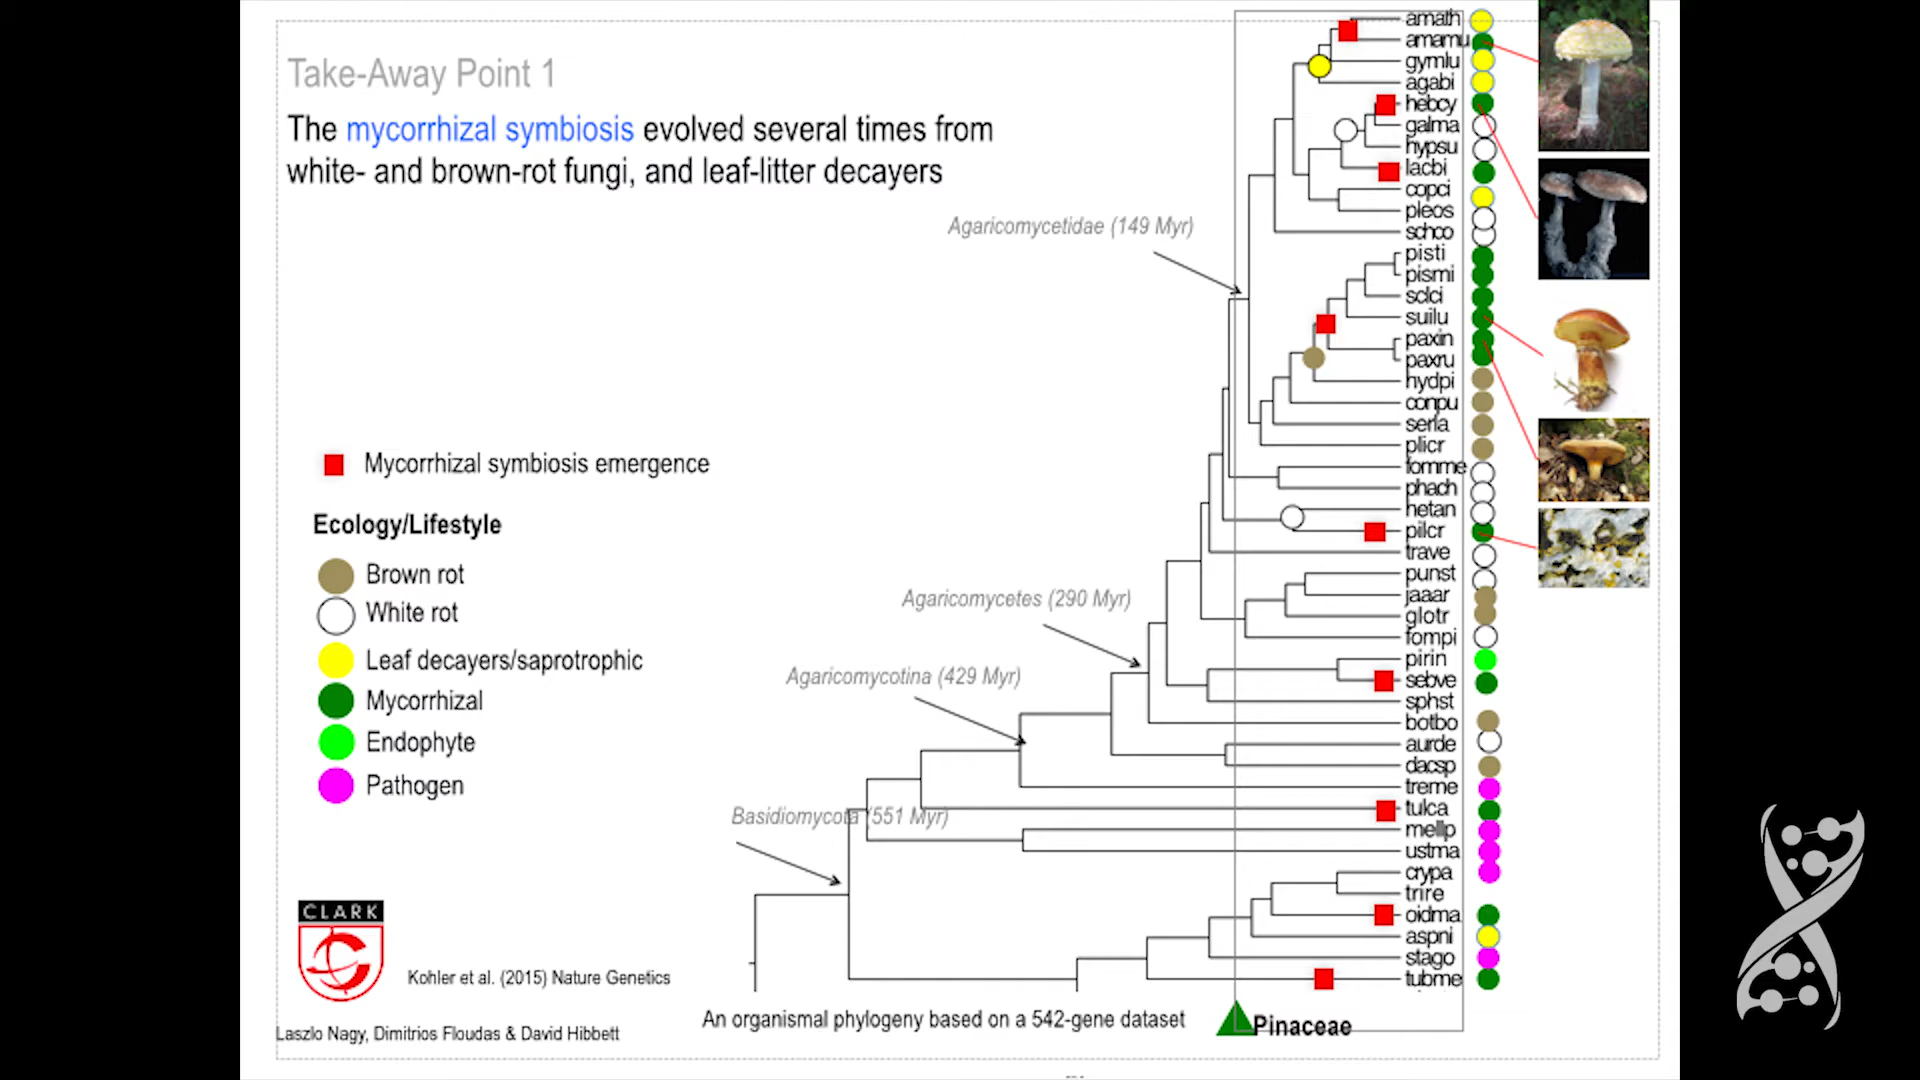 Take-Away Point 1
The mycorrhizal symbiosis evolved several times from
white- and brown-rot fungi, and leaf-litter decayers
Agaricomycetidae (149 Myr)
Mycorrhizal symbiosis emergence
Ecology/Lifestyle
Brown rot
White rot
Leaf decayers/saprotrophic
Mycorrhizal
Endophyte
Pathogen
Agaricomycetes (290 Myr)
Agaricomycotina (429 Myr)
Basidiomycota (551 Myr)
amath
amamu
gymlu
agabi
hebcy
galma
hypsu
lacbi
copci
pleos
schco
pisti
pismi
sclci
suilu
paxin
paxru
hydpi
conpu
serla
plicr
fomme
phach
hetan
pilcr
trave
punst
jaaar
glotr
fompi
pirin
sebve
sphst
botbo
aurde
dacsp
treme
tulca
mellp
ustma
crypa
trire
oidma
aspni
stago
tubme
CLARK
Kohler et al. (2015) Nature Genetics
An organismal phylogeny based on a 542-gene dataset
Pinaceae
Laszlo Nagy, Dimitrios Floudas & David Hibbett